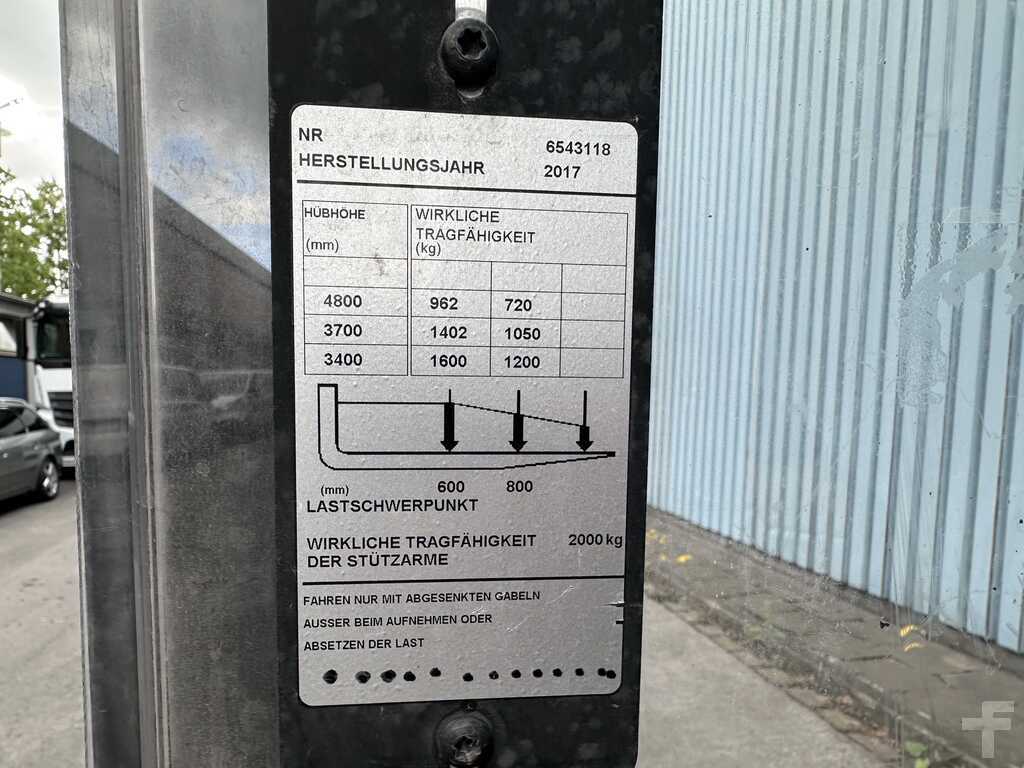 NR 6543118
HERSTELLUNGSJAHR 2017
HÜBHÖHE WIRKLICHE
TRAGFÄHIGKEIT
(mm) (kg)
4800 962 720
3700 1402 1050
3400 1600 1200
(mm) 600 800
LASTSCHWERPUNKT
WIRKLICHE TRAGFÄHIGKEIT 2000 kg
DER STÜTZARME
FAHREN NUR MIT ABGESENKTEN GABELN
AUSSER BEIM AUFNEHMEN ODER
ABSETZEN DER LAST